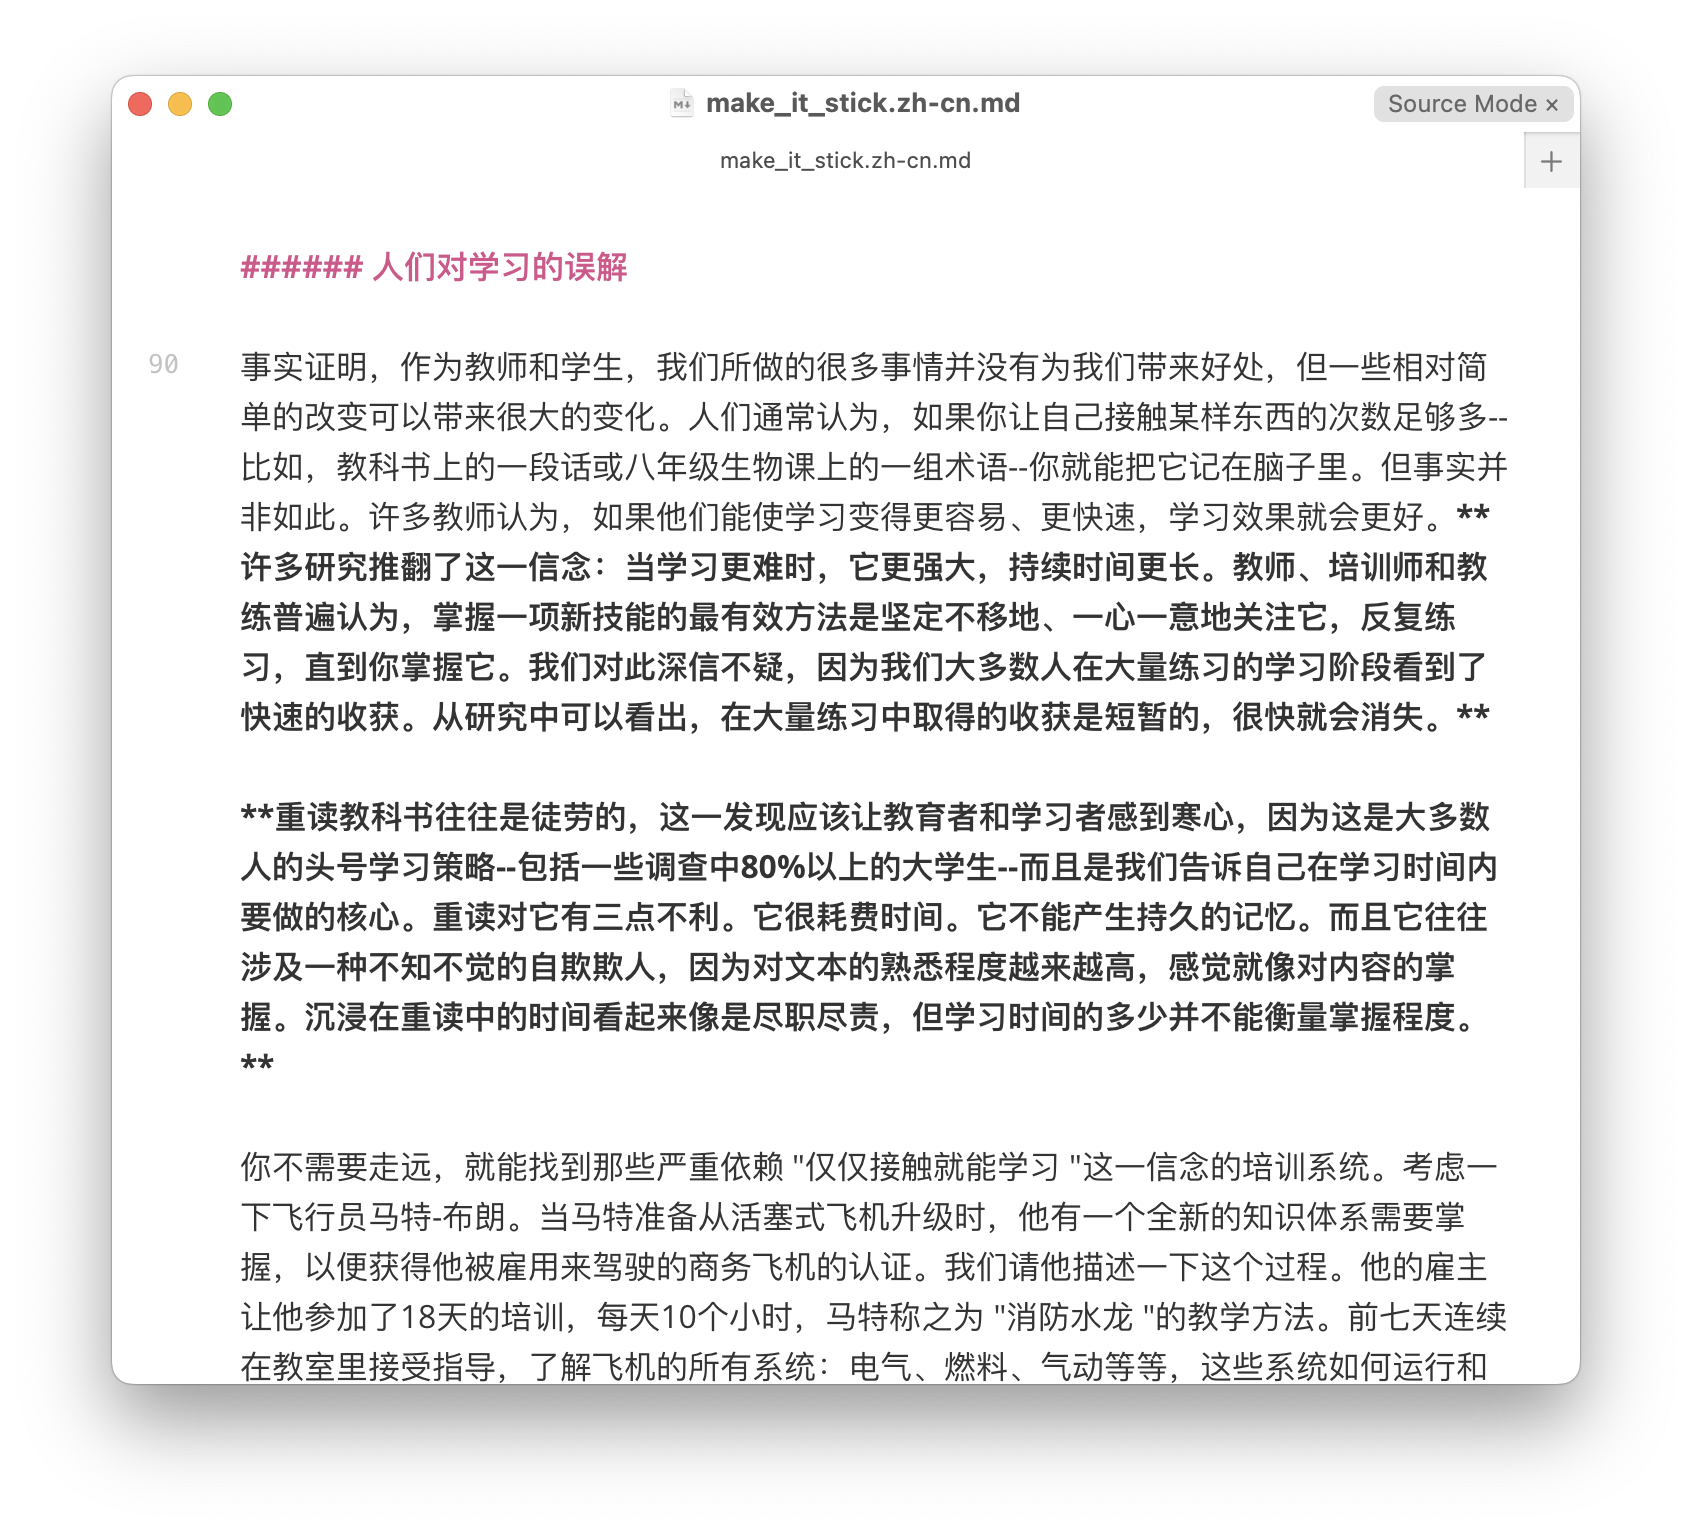 make_it_stick.zh-cn.md
Source Mode ×
make_it_stick.zh-cn.md
+
###### 人们对学习的误解
90
事实证明，作为教师和学生，我们所做的很多事情并没有为我们带来好处，但一些相对简
单的改变可以带来很大的变化。人们通常认为，如果你让自己接触某样东西的次数足够多--
比如，教科书上的一段话或八年级生物课上的一组术语--你就能把它记在脑子里。但事实并
非如此。许多教师认为，如果他们能使学习变得更容易、更快速，学习效果就会更好。**
许多研究推翻了这一信念：当学习更难时，它更强大，持续时间更长。教师、培训师和教
练普遍认为，掌握一项新技能的最有效方法是坚定不移地、一心一意地关注它，反复练
习，直到你掌握它。我们对此深信不疑，因为我们大多数人在大量练习的学习阶段看到了
快速的收获。从研究中可以看出，在大量练习中取得的收获是短暂的，很快就会消失。**
**重读教科书往往是徒劳的，这一发现应该让教育者和学习者感到寒心，因为这是大多数
人的头号学习策略--包括一些调查中80%以上的大学生--而且是我们告诉自己在学习时间内
要做的核心。重读对它有三点不利。它很耗费时间。它不能产生持久的记忆。而且它往往
涉及一种不知不觉的自欺欺人，因为对文本的熟悉程度越来越高，感觉就像对内容的掌
握。沉浸在重读中的时间看起来像是尽职尽责，但学习时间的多少并不能衡量掌握程度。
**
你不需要走远，就能找到那些严重依赖 "仅仅接触就能学习 "这一信念的培训系统。考虑一
下飞行员马特-布朗。当马特准备从活塞式飞机升级时，他有一个全新的知识体系需要掌
握，以便获得他被雇用来驾驶的商务飞机的认证。我们请他描述一下这个过程。他的雇主
让他参加了18天的培训，每天10个小时，马特称之为 "消防水龙 "的教学方法。前七天连续
在教室里接受指导，了解飞机的所有系统：电气、燃料、气动等等，这些系统如何运行和